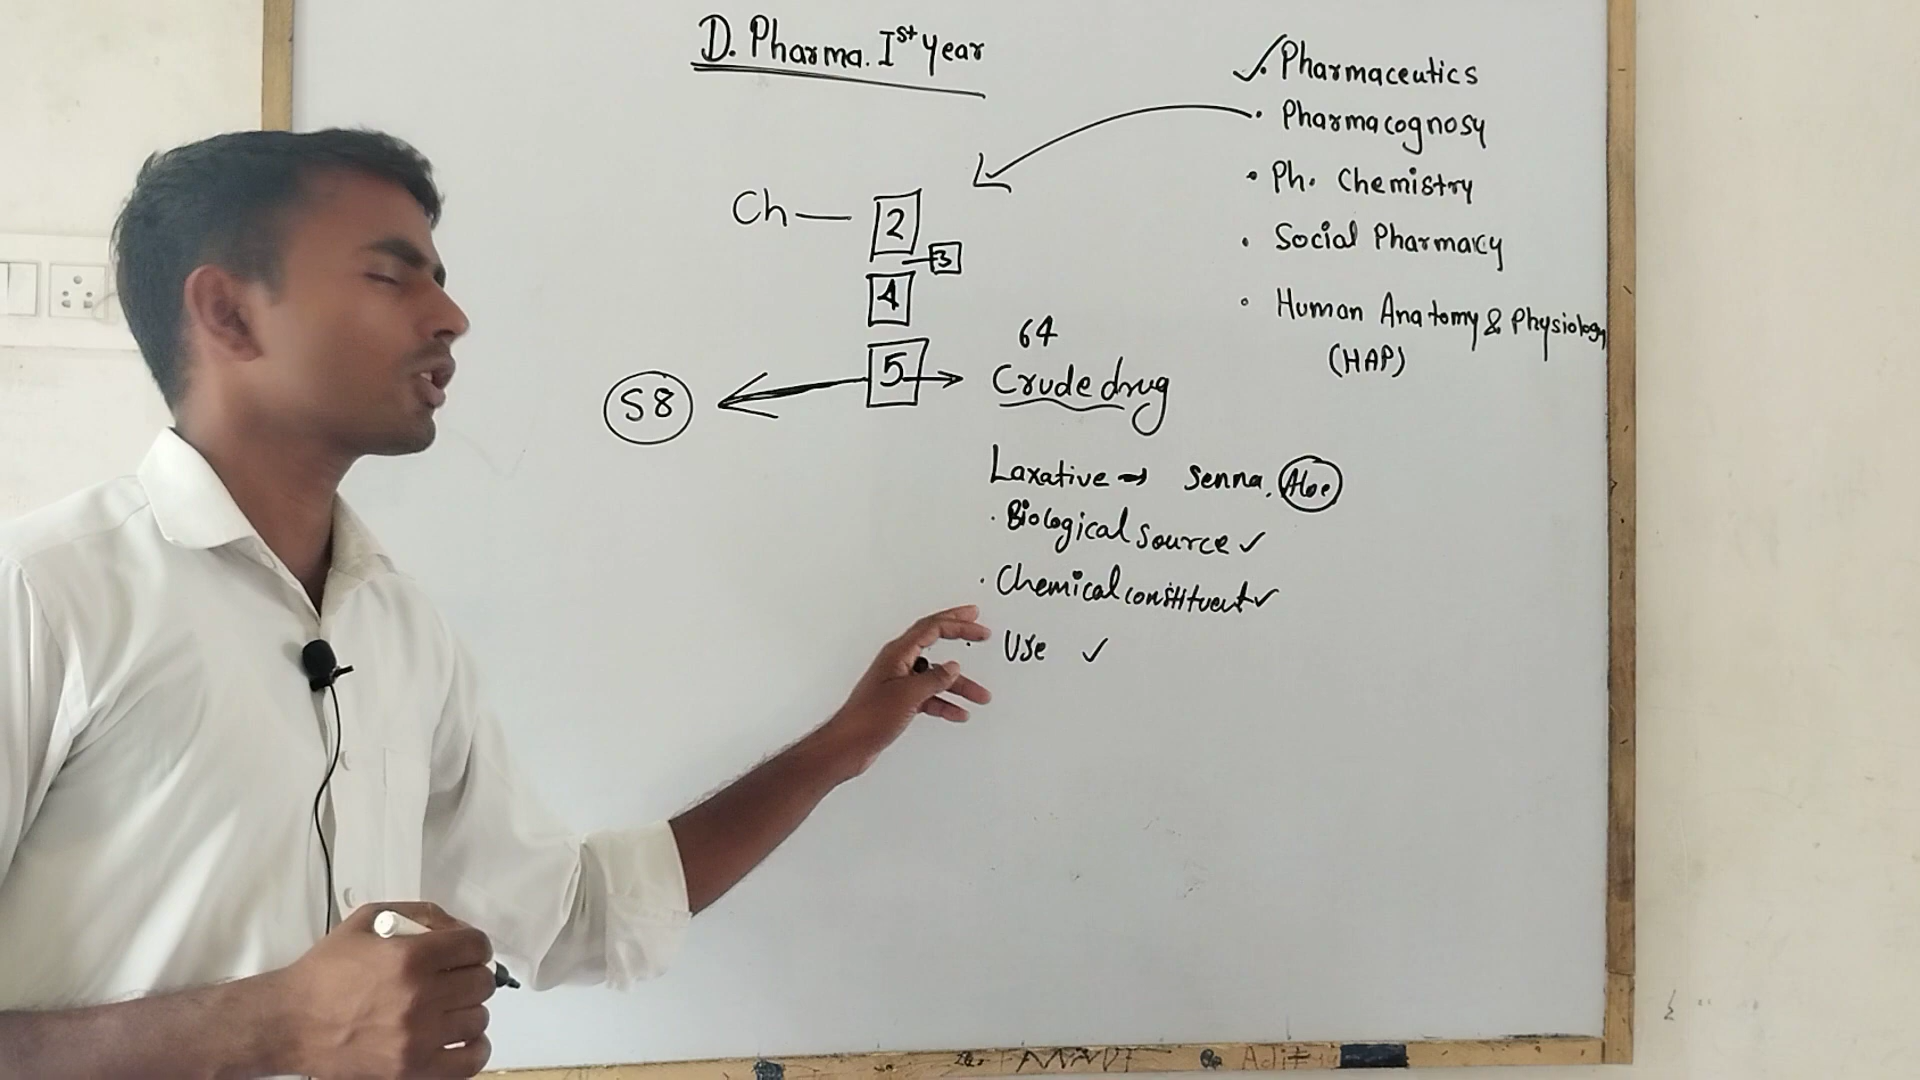 D. Pharma. Ist year
✓. Pharmaceutics
• Pharmacognosy
• Ph. Chemistry
• Social Pharmacy
• Human Anatomy & Physiology
(HAP)
Ch — 2
3
4
5
58
64
Crude drug
Laxative → Senna, Aloe
• Biological source ✓
• Chemical constituent ✓
• Use ✓